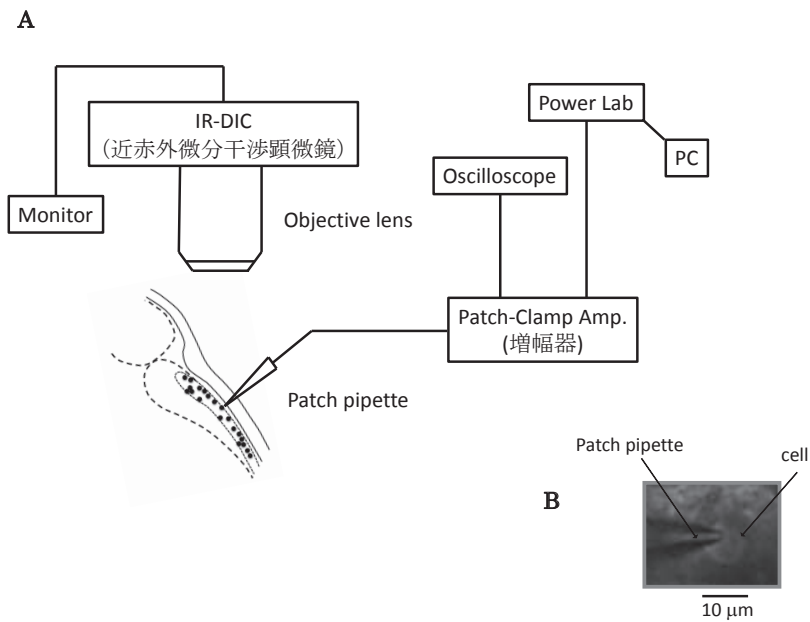 A
IR-DIC
（近赤外微分干渉顕微鏡）
Monitor
Objective lens
Power Lab
PC
Oscilloscope
Patch-Clamp Amp.
(増幅器)
Patch pipette
B
Patch pipette
cell
10 μm